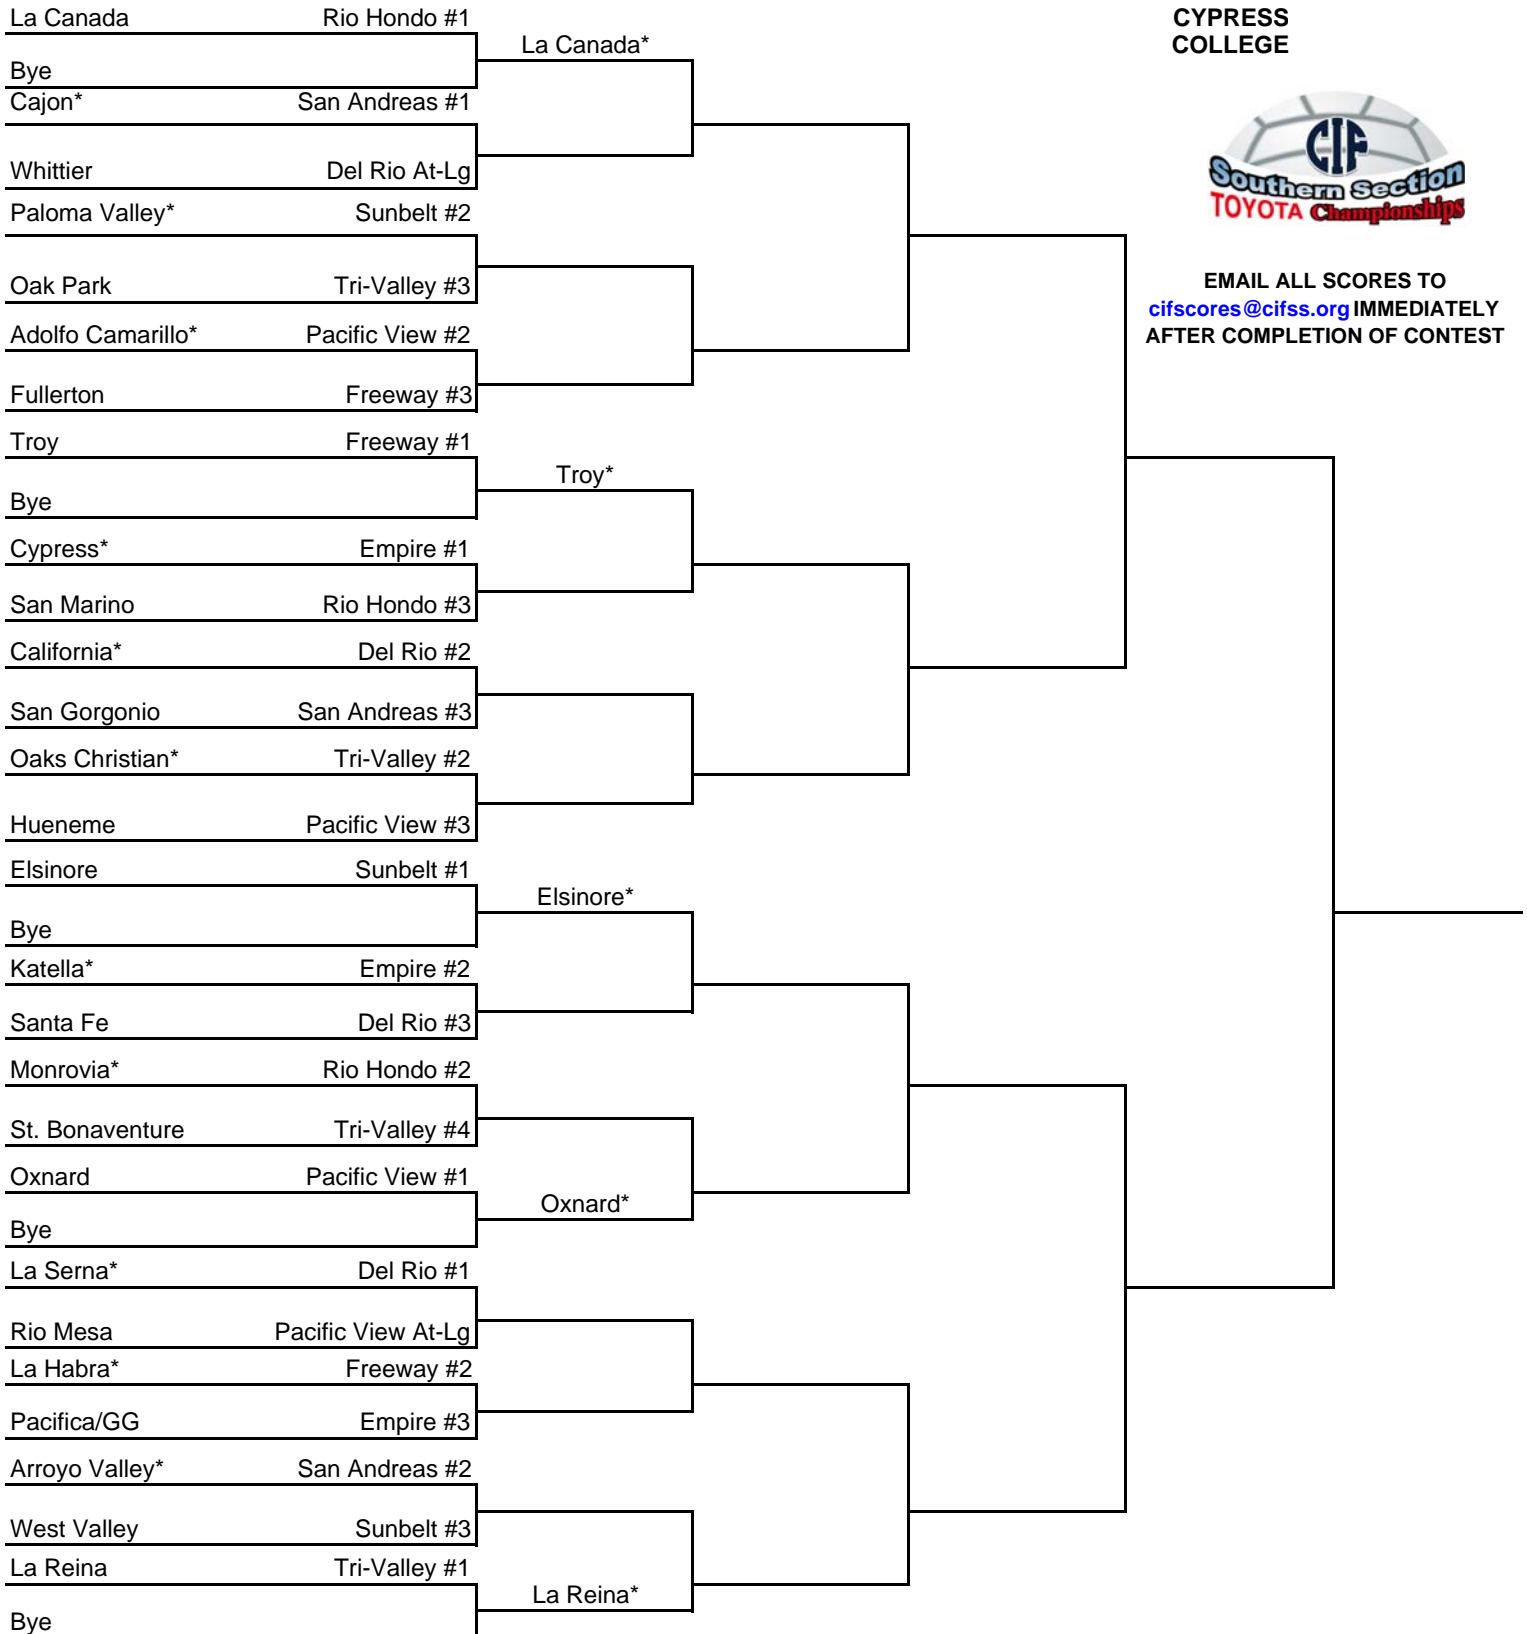 La Canada Rio Hondo #1
CYPRESS
COLLEGE
La Canada*
Bye
Cajon* San Andreas #1
CIF
Southern Section
TOYOTA Championships
Whittier Del Rio At-Lg
Paloma Valley* Sunbelt #2
Oak Park Tri-Valley #3
EMAIL ALL SCORES TO
cifscores@cifss.org IMMEDIATELY
AFTER COMPLETION OF CONTEST
Adolfo Camarillo* Pacific View #2
Fullerton Freeway #3
Troy Freeway #1
Troy*
Bye
Cypress* Empire #1
San Marino Rio Hondo #3
California* Del Rio #2
San Gorgonio San Andreas #3
Oaks Christian* Tri-Valley #2
Hueneme Pacific View #3
Elsinore Sunbelt #1
Elsinore*
Bye
Katella* Empire #2
Santa Fe Del Rio #3
Monrovia* Rio Hondo #2
St. Bonaventure Tri-Valley #4
Oxnard Pacific View #1
Oxnard*
Bye
La Serna* Del Rio #1
Rio Mesa Pacific View At-Lg
La Habra* Freeway #2
Pacifica/GG Empire #3
Arroyo Valley* San Andreas #2
West Valley Sunbelt #3
La Reina Tri-Valley #1
La Reina*
Bye